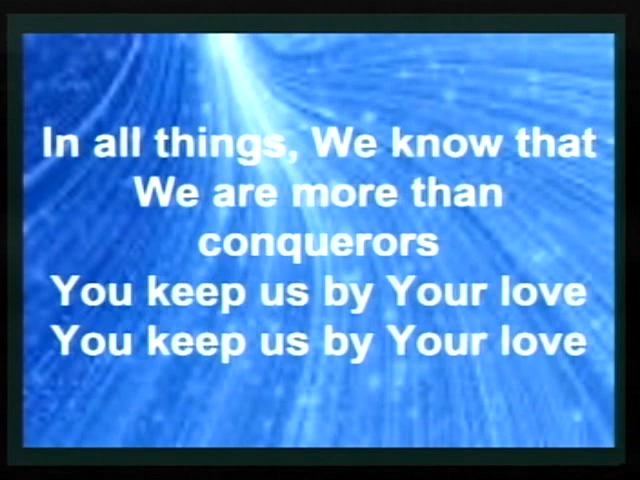 In all things, We know that
We are more than
conquerors
You keep us by Your love
You keep us by Your love